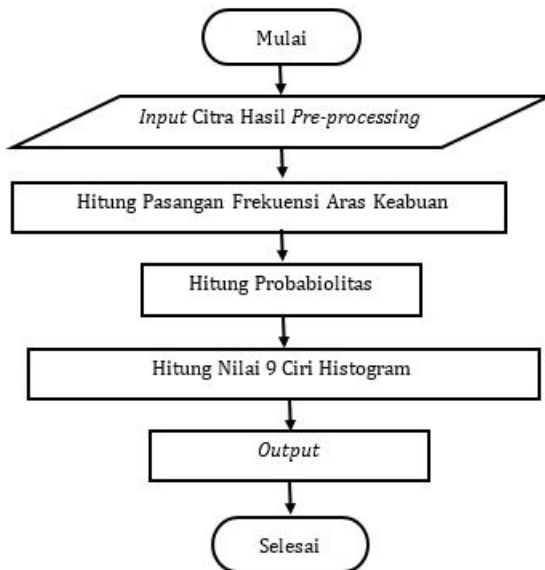 Mulai
Input Citra Hasil Pre-processing
Hitung Pasangan Frekuensi Aras Keabuan
Hitung Probabiolitas
Hitung Nilai 9 Ciri Histogram
Output
Selesai